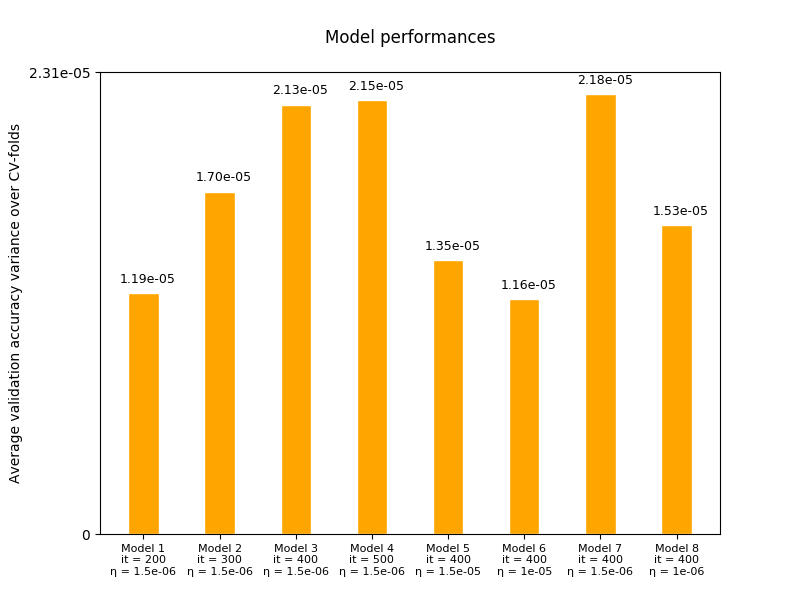 Model performances
2.31e-05
0
Average validation accuracy variance over CV-folds
1.19e-05
1.70e-05
2.13e-05
2.15e-05
1.35e-05
1.16e-05
2.18e-05
1.53e-05
Model 1
it = 200
η = 1.5e-06
Model 2
it = 300
η = 1.5e-06
Model 3
it = 400
η = 1.5e-06
Model 4
it = 500
η = 1.5e-06
Model 5
it = 400
η = 1.5e-05
Model 6
it = 400
η = 1e-05
Model 7
it = 400
η = 1.5e-06
Model 8
it = 400
η = 1e-06